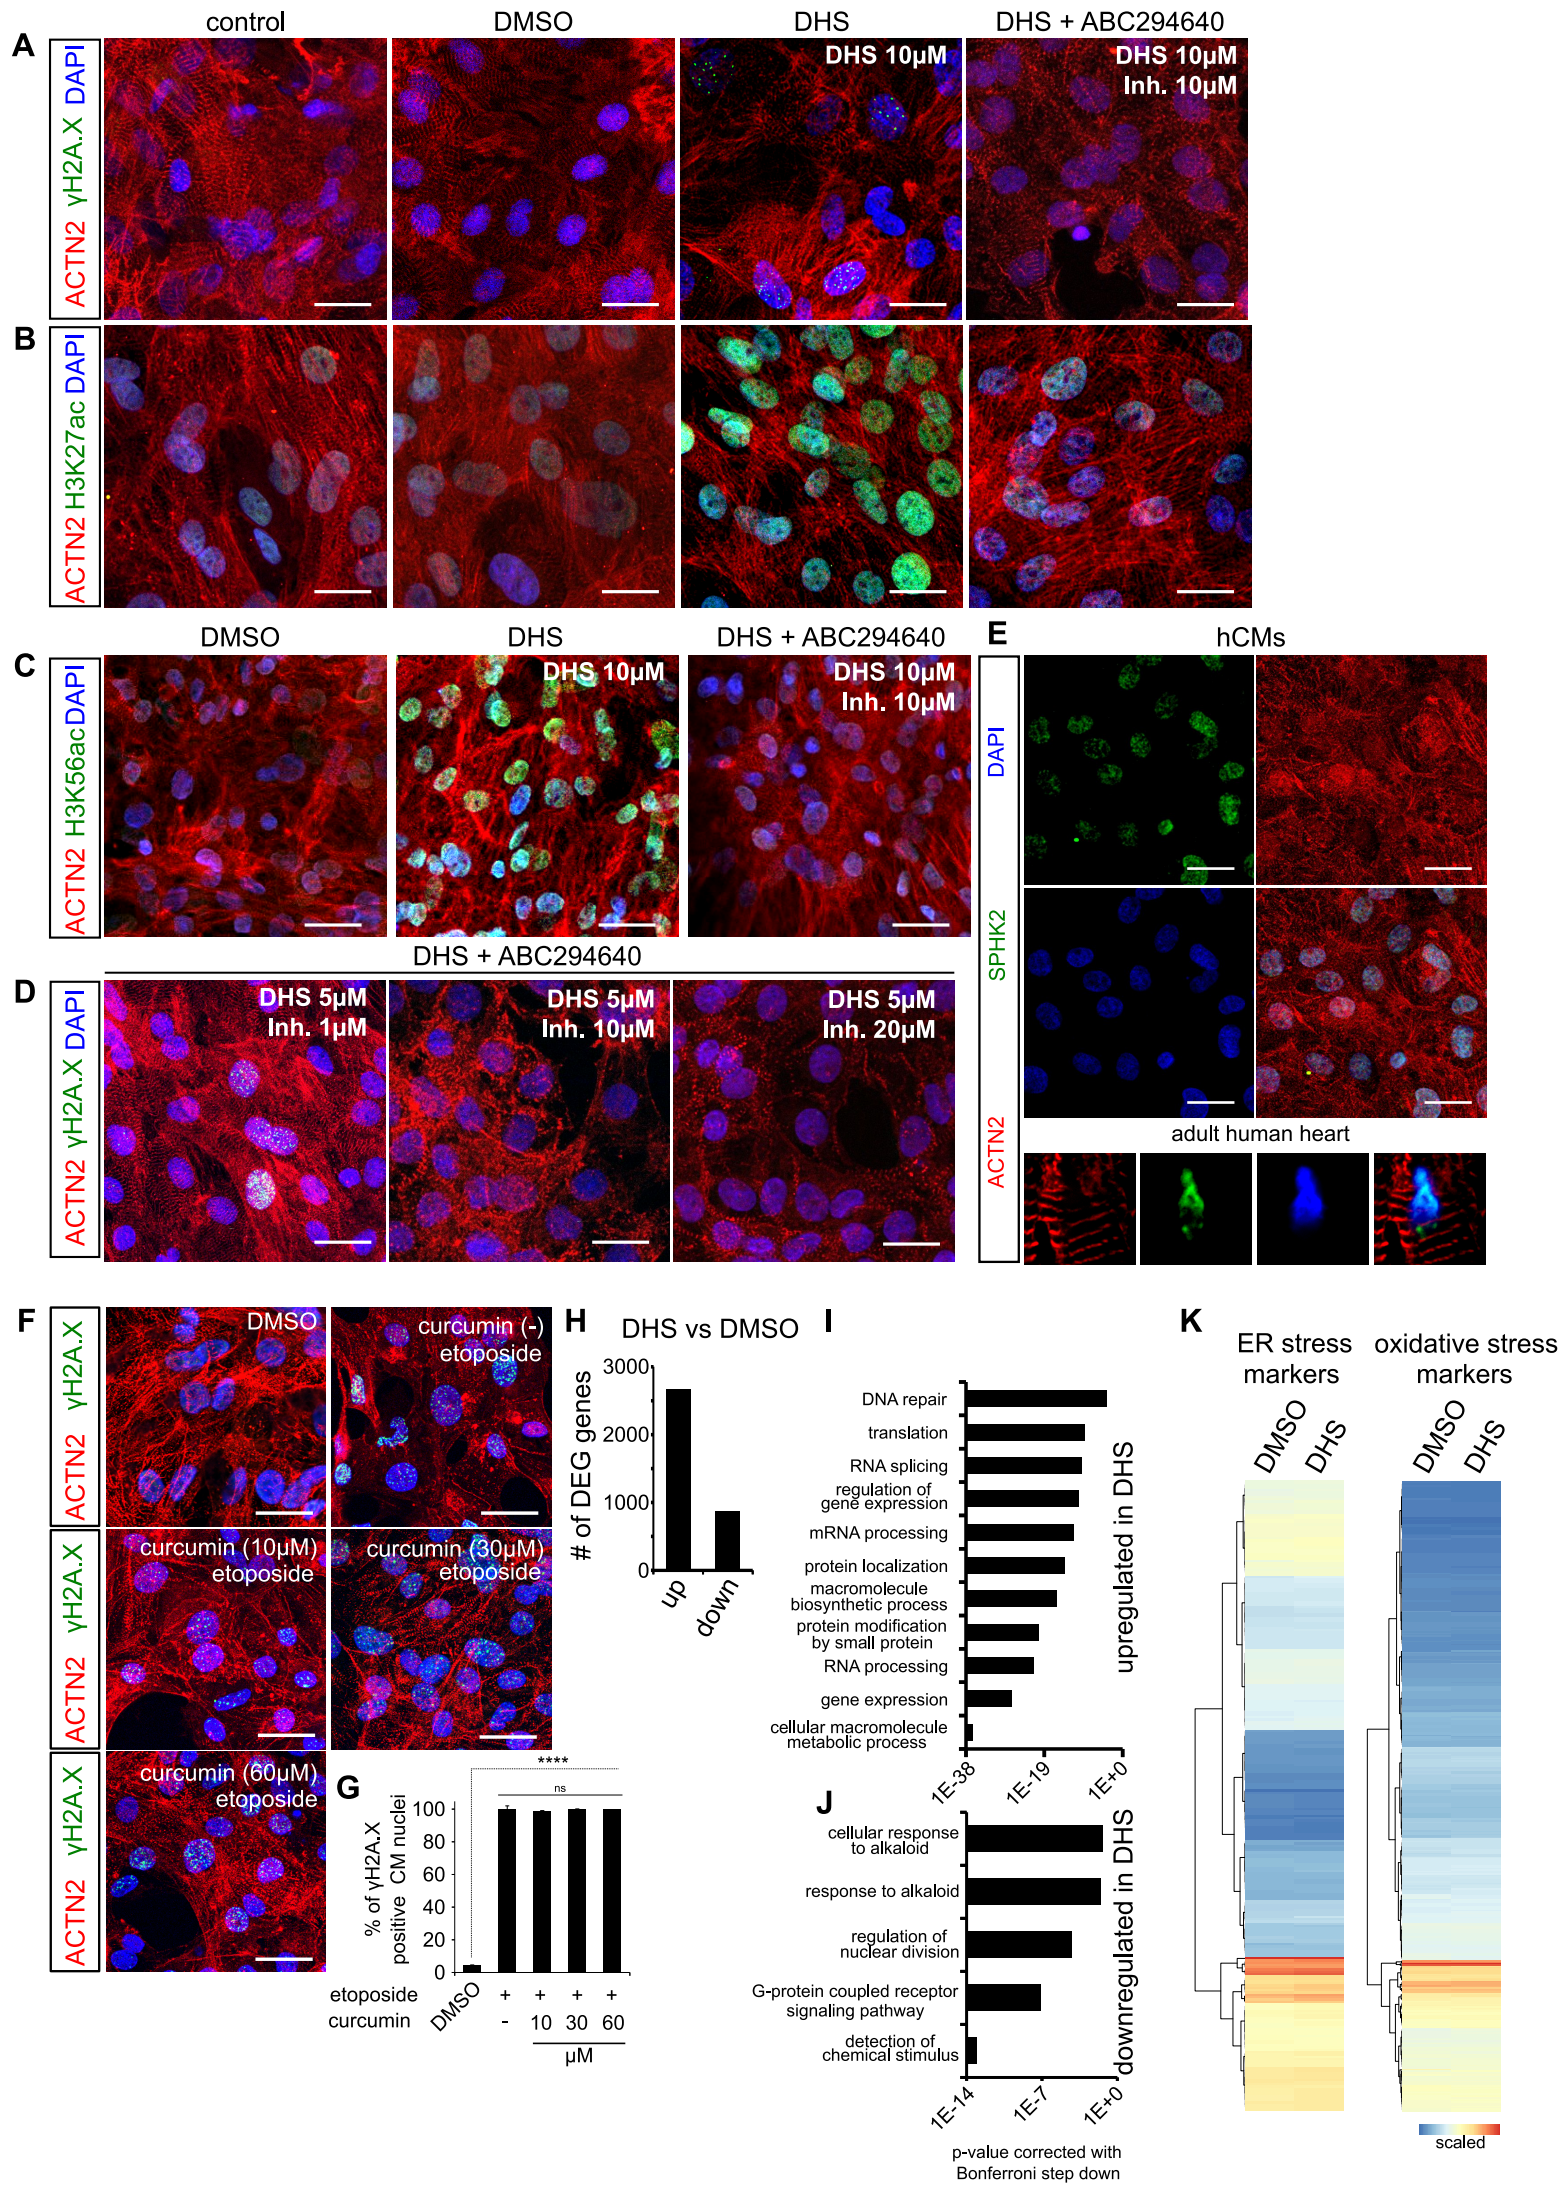 control
DMSO
DHS
DHS + ABC294640
A
ACTN2 γH2A.X DAPI
DHS 10µM
DHS 10µM
Inh. 10µM
B
ACTN2 H3K27ac DAPI
DMSO
DHS
DHS + ABC294640
C
ACTN2 H3K56acDAPI
DHS 10µM
DHS 10µM
Inh. 10µM
DHS + ABC294640
D
ACTN2 γH2A.X DAPI
DHS 5µM
Inh. 1µM
DHS 5µM
Inh. 10µM
DHS 5µM
Inh. 20µM
E
hCMs
ACTN2 SPHK2 DAPI
adult human heart
F
ACTN2 γH2A.X
DMSO
curcumin (-)
etoposide
ACTN2 γH2A.X
curcumin (10µM)
etoposide
curcumin (30µM)
etoposide
ACTN2 γH2A.X
curcumin (60µM)
etoposide
G
****
ns
% of γH2A.X
positive CM nuclei
100
80
60
40
20
0
etoposide
DMSO
+ + + +
curcumin
- 10 30 60
µM
H
DHS vs DMSO
# of DEG genes
3000
2000
1000
0
up
down
I
DNA repair
translation
RNA splicing
regulation of
gene expression
mRNA processing
protein localization
macromolecule
biosynthetic process
protein modification
by small protein
RNA processing
gene expression
cellular macromolecule
metabolic process
1E-38
1E-19
1E+0
upregulated in DHS
J
cellular response
to alkaloid
response to alkaloid
regulation of
nuclear division
G-protein coupled receptor
signaling pathway
detection of
chemical stimulus
1E-14
1E-7
1E+0
downregulated in DHS
p-value corrected with
Bonferroni step down
K
ER stress
markers
oxidative stress
markers
DMSO
DHS
DMSO
DHS
scaled